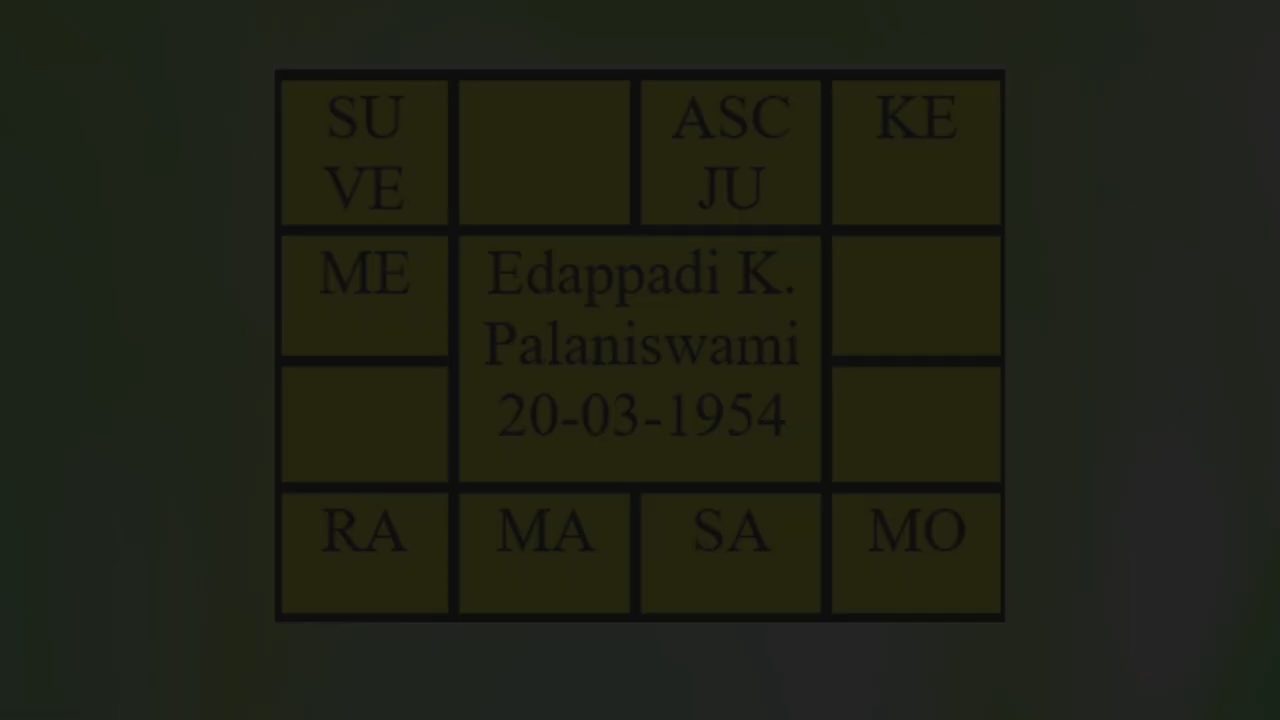 SU
VE
ASC
JU
KE
ME
Edappadi K.
Palaniswami
20-03-1954
RA
MA
SA
MO